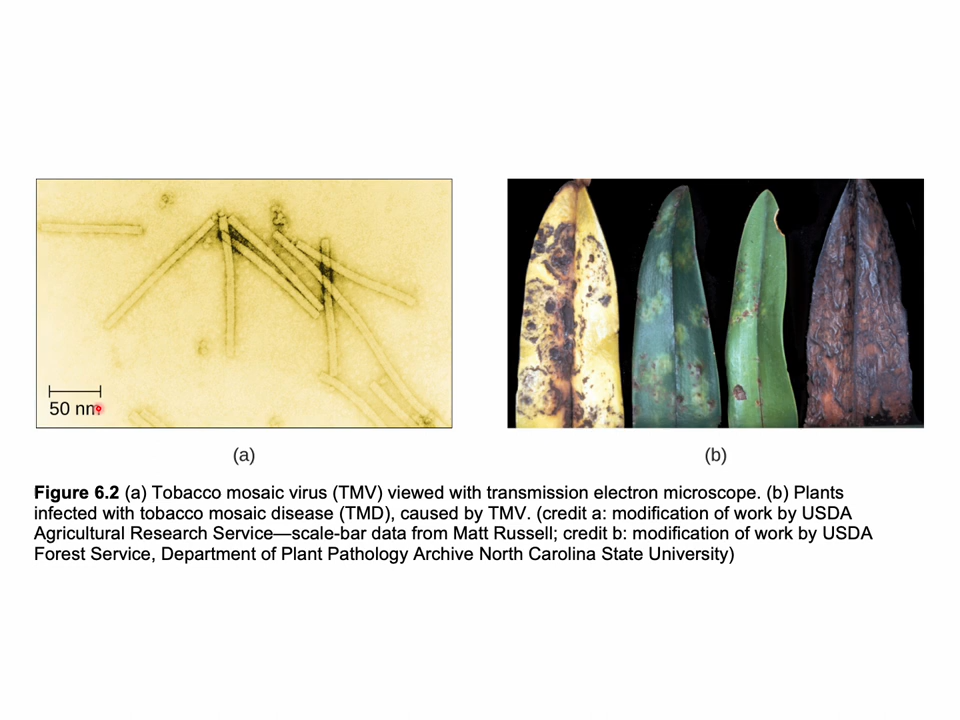 50 nm
(a)
(b)
Figure 6.2 (a) Tobacco mosaic virus (TMV) viewed with transmission electron microscope. (b) Plants
infected with tobacco mosaic disease (TMD), caused by TMV. (credit a: modification of work by USDA
Agricultural Research Service—scale-bar data from Matt Russell; credit b: modification of work by USDA
Forest Service, Department of Plant Pathology Archive North Carolina State University)